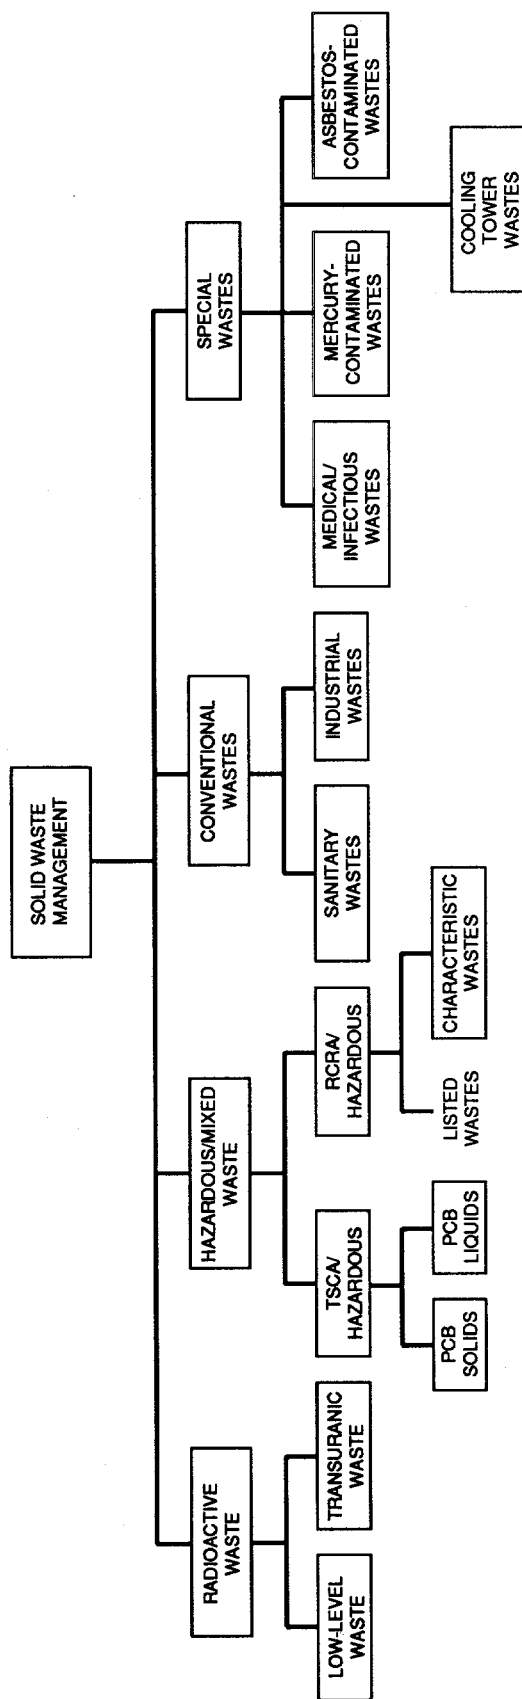 SOLID WASTE
MANAGEMENT
RADIOACTIVE
WASTE
HAZARDOUS/MIXED
WASTE
CONVENTIONAL
WASTES
SPECIAL
WASTES
LOW-LEVEL
WASTE
TRANSURANIC
WASTE
TSCA/
HAZARDOUS
RCRA/
HAZARDOUS
SANITARY
WASTES
INDUSTRIAL
WASTES
MEDICAL/
INFECTIOUS
WASTES
MERCURY-
CONTAMINATED
WASTES
ASBESTOS-
CONTAMINATED
WASTES
PCB
SOLIDS
PCB
LIQUIDS
LISTED
WASTES
CHARACTERISTIC
WASTES
COOLING
TOWER
WASTES